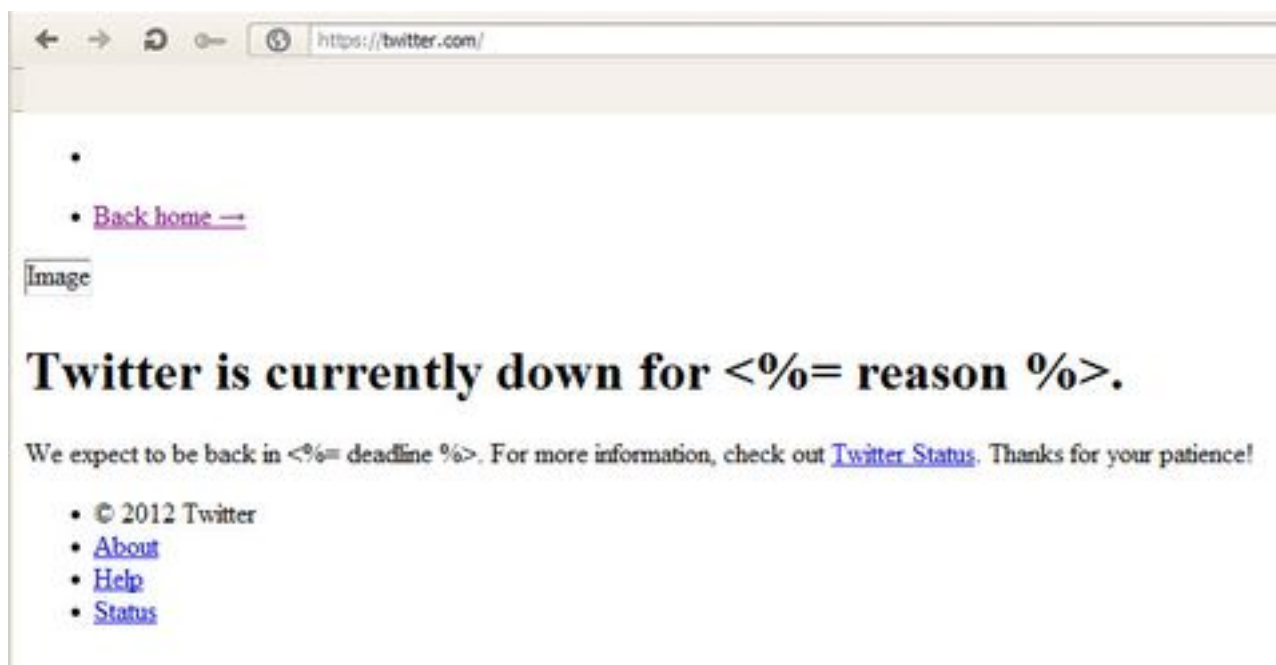 https://twitter.com/
Back home →
Image
Twitter is currently down for <%= reason %>.
We expect to be back in <%= deadline %>. For more information, check out Twitter Status. Thanks for your patience!
© 2012 Twitter
About
Help
Status